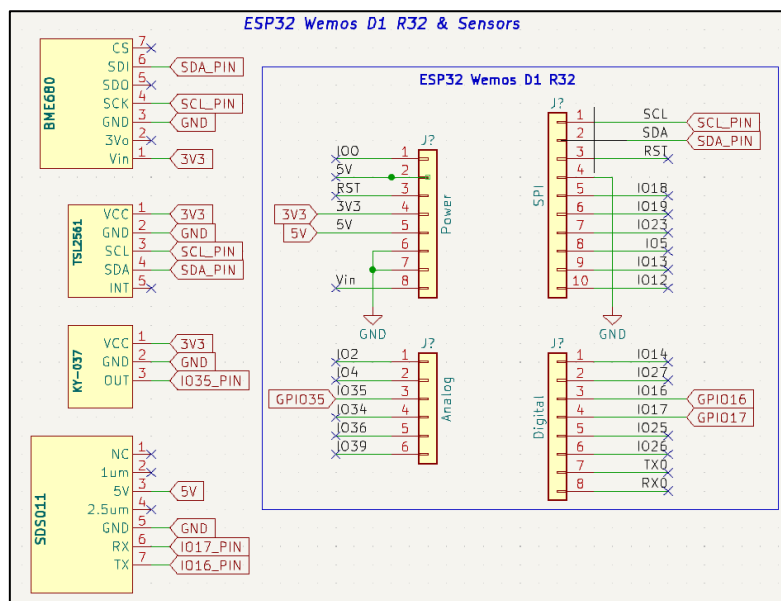 ESP32 Wemos D1 R32 & Sensors
BME680
CS 7
SDI 6 SDA_PIN
SDO 5
SCK 4 SCL_PIN
GND 3 GND
3Vo 2
Vin 1 3V3
TSL2561
VCC 1 3V3
GND 2 GND
SCL 3 SCL_PIN
SDA 4 SDA_PIN
INT 5
KY-037
VCC 1 3V3
GND 2 GND
OUT 3 IO35_PIN
SDS011
NC 1
1um 2
5V 3 5V
2.5um 4
GND 5 GND
RX 6 IO17_PIN
TX 7 IO16_PIN
ESP32 Wemos D1 R32
J?
Power
IO0 1
5V 2
RST 3
3V3 3V3 4
5V 5V 5
6
7
Vin 8
GND
J?
SPI
1 SCL SCL_PIN
2 SDA SDA_PIN
3 RST
4
5 IO18
6 IO19
7 IO23
8 IO5
9 IO13
10 IO12
GND
J?
Analog
IO2 1
IO4 2
GPIO35 IO35 3
IO34 4
IO36 5
IO39 6
J?
Digital
1 IO14
2 IO27
3 IO16 GPIO16
4 IO17 GPIO17
5 IO25
6 IO26
7 TX0
8 RX0